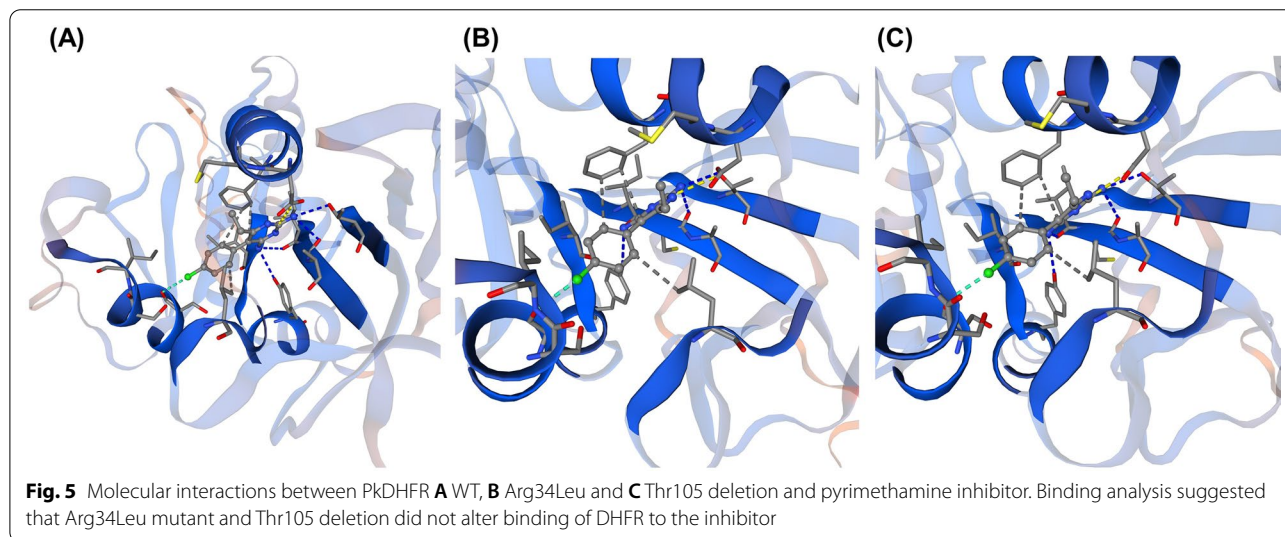 (A)
(B)
(C)
Fig. 5 Molecular interactions between PkDHFR A WT, B Arg34Leu and C Thr105 deletion and pyrimethamine inhibitor. Binding analysis suggested
that Arg34Leu mutant and Thr105 deletion did not alter binding of DHFR to the inhibitor